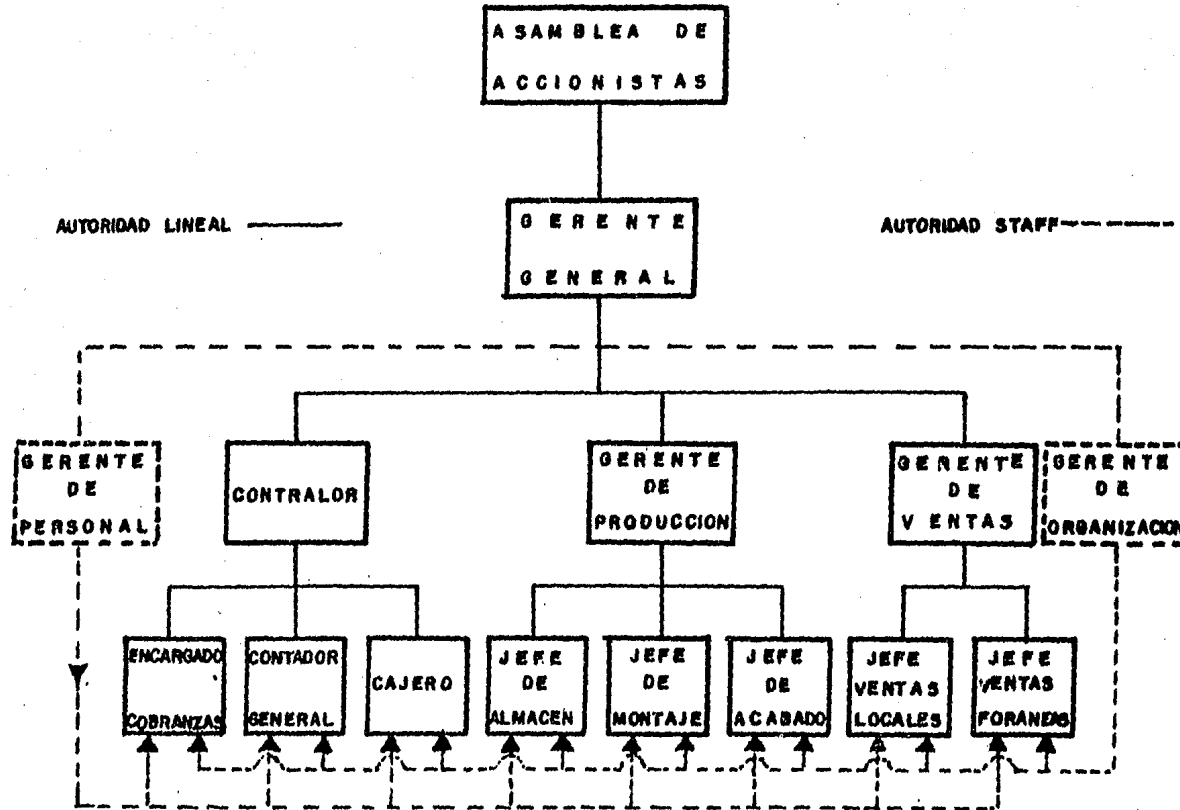 ASAMBLEA DE
ACCIONISTAS
AUTORIDAD LINEAL
GERENTE
GENERAL
AUTORIDAD STAFF
GERENTE
DE
PERSONAL
CONTRALOR
GERENTE
DE
PRODUCCION
GERENTE
DE
VENTAS
GERENTE
DE
ORGANIZACION
ENCARGADO
COBRANZAS
CONTADOR
GENERAL
CAJERO
JEFE
DE
ALMACEN
JEFE
DE
MONTAJE
JEFE
DE
ACABADO
JEFE
VENTAS
LOCALES
JEFE
VENTAS
FORANEAS